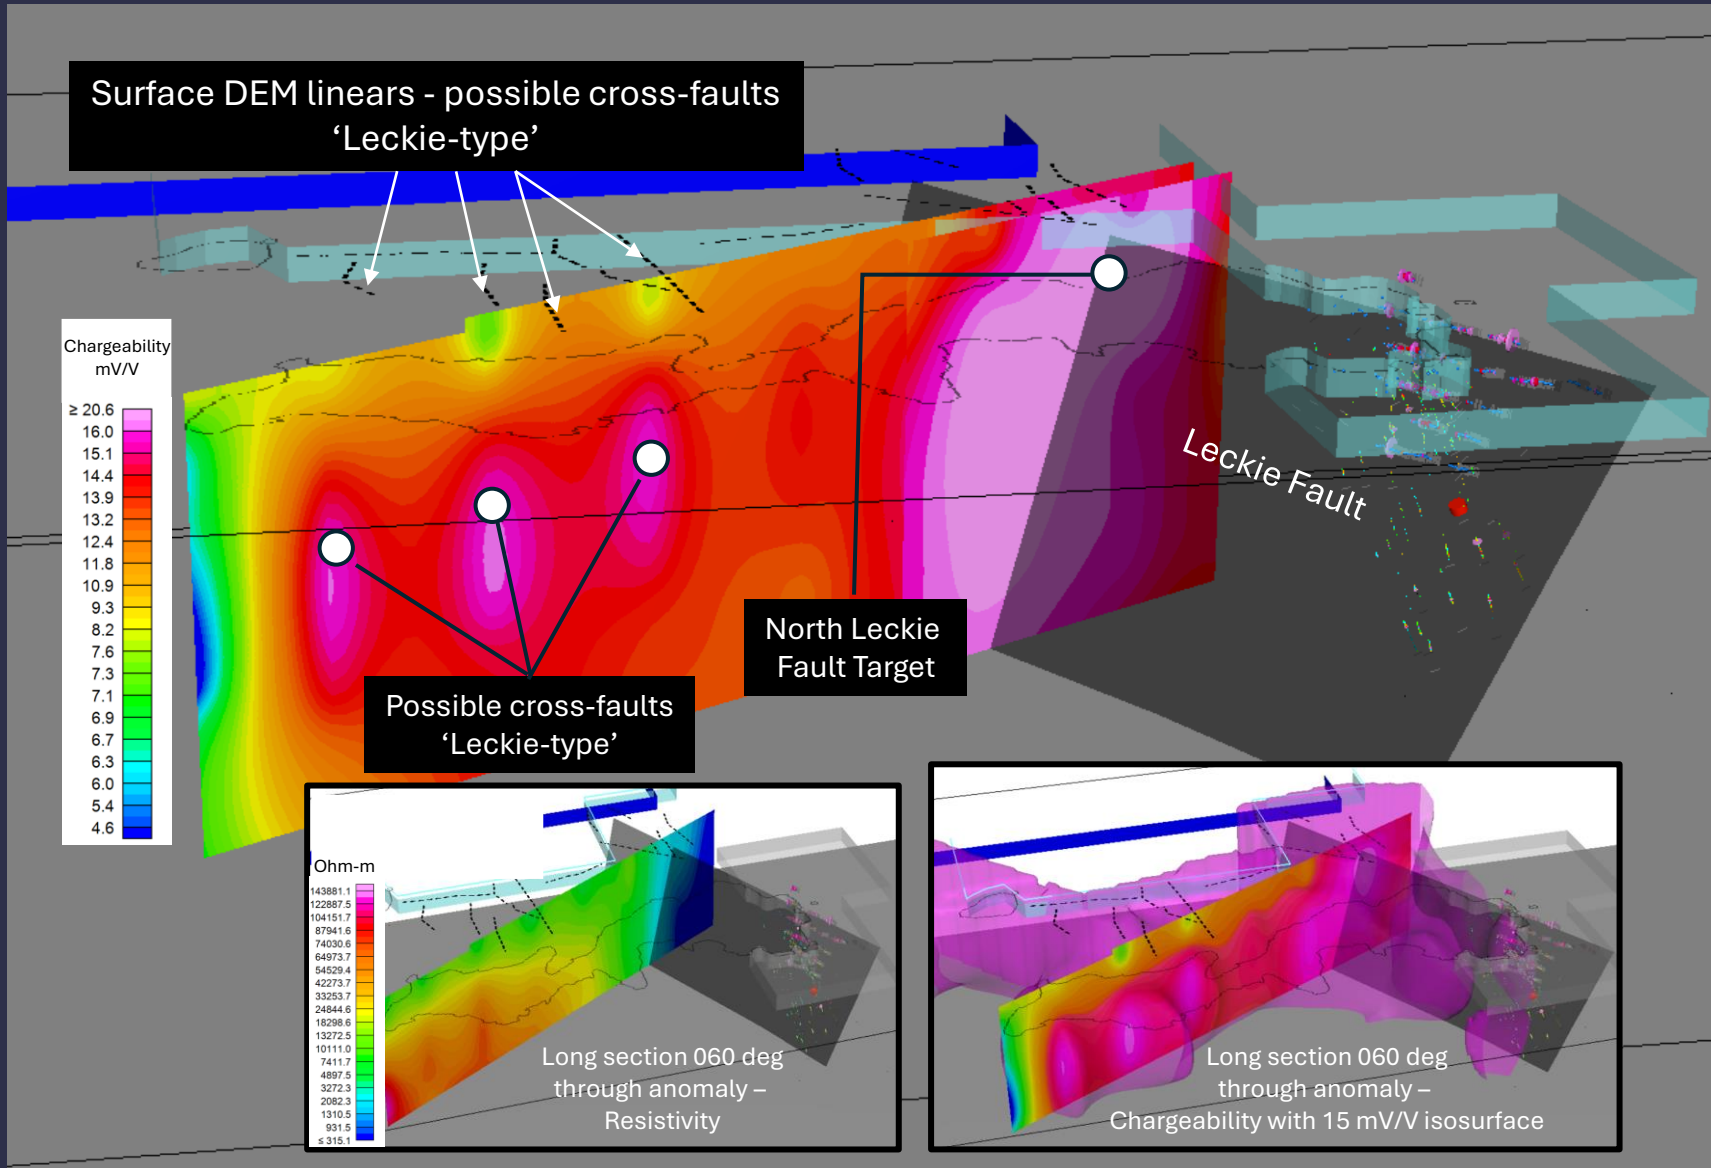 Surface DEM linears - possible cross-faults
‘Leckie-type’
Chargeability
mV/V
≥ 20.6
16.0
15.1
14.4
13.9
13.2
12.4
11.8
10.9
9.3
8.2
7.6
7.3
7.1
6.9
6.7
6.3
6.0
5.4
4.6
Leckie Fault
North Leckie
Fault Target
Possible cross-faults
‘Leckie-type’
Ohm-m
143881.1
122887.5
104151.7
87941.6
74030.6
64973.7
54529.4
42273.7
33253.7
24844.6
18298.6
13272.5
10111.0
7411.7
4897.5
3272.3
2082.3
1310.5
931.5
≤ 315.1
Long section 060 deg
through anomaly –
Resistivity
Long section 060 deg
through anomaly –
Chargeability with 15 mV/V isosurface